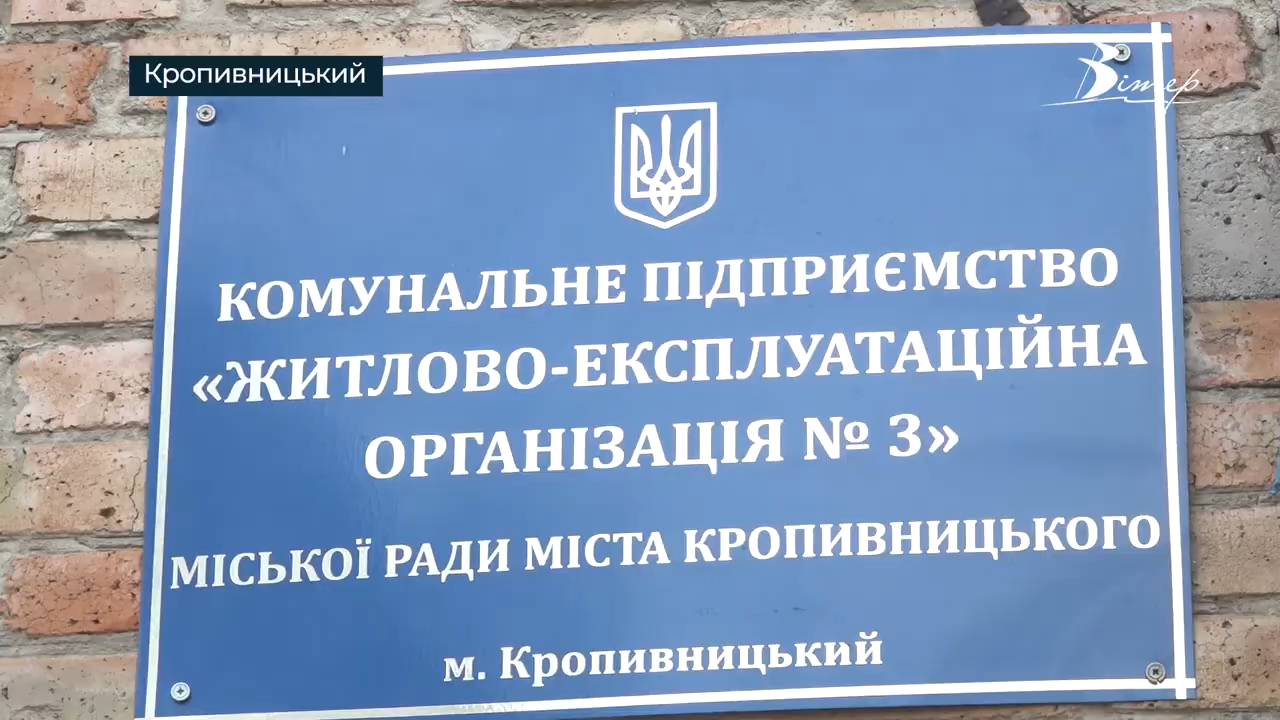 Кропивницький
Вітер
КОМУНАЛЬНЕ ПІДПРИЄМСТВО
«ЖИТЛОВО-ЕКСПЛУАТАЦІЙНА
ОРГАНІЗАЦІЯ № 3»
МІСЬКОЇ РАДИ МІСТА КРОПИВНИЦЬКОГО
м. Кропивницький